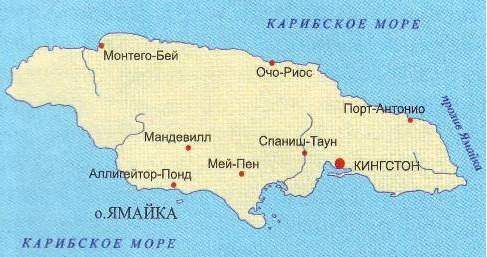 КАРИБСКОЕ МОРЕ
Монтего-Бей
Очо-Риос
Порт-Антонио
пролив Ямайка
Мандевилл
Спаниш-Таун
Мей-Пен
КИНГСТОН
Аллигейтор-Понд
о.ЯМАЙКА
КАРИБСКОЕ МОРЕ